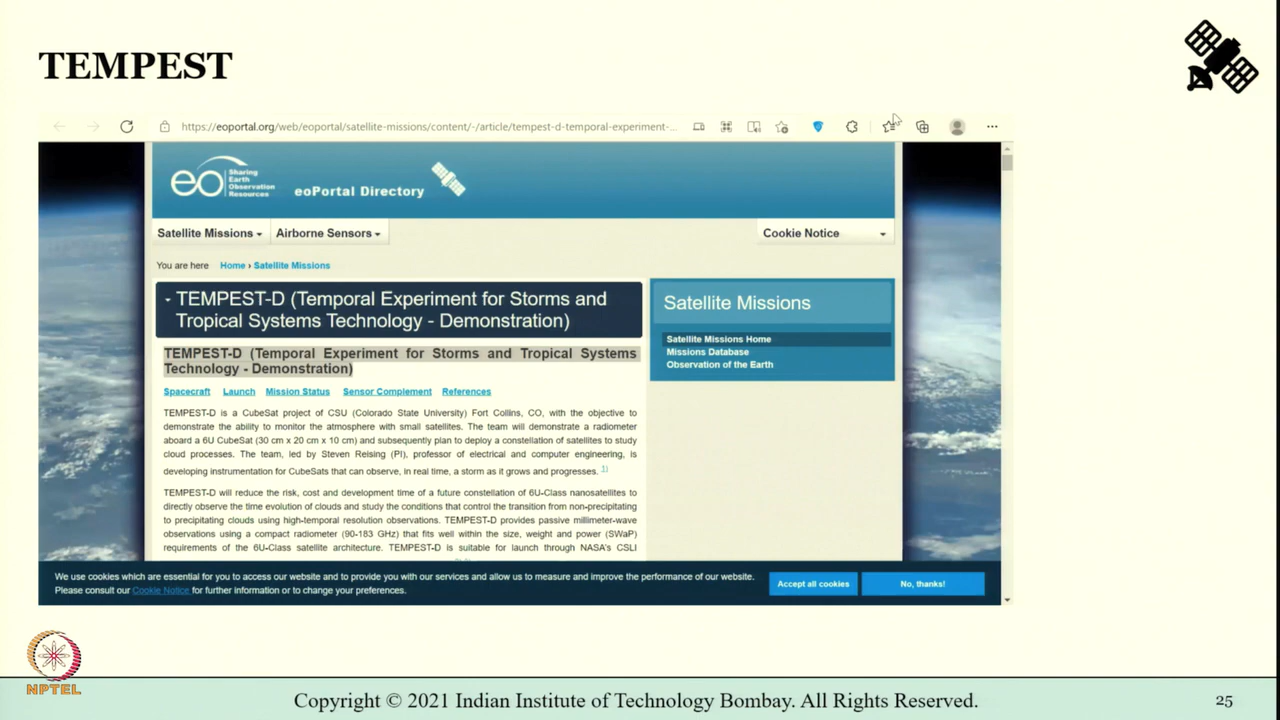 TEMPEST
https://eoportal.org/web/eoportal/satellite-missions/content/-/article/tempest-d-temporal-experiment-...
eo Sharing
Earth
Observation
Resources
eoPortal Directory
Satellite Missions
Airborne Sensors
Cookie Notice
You are here Home › Satellite Missions
- TEMPEST-D (Temporal Experiment for Storms and
Tropical Systems Technology - Demonstration)
Satellite Missions
Satellite Missions Home
Missions Database
Observation of the Earth
TEMPEST-D (Temporal Experiment for Storms and Tropical Systems
Technology - Demonstration)
Spacecraft Launch Mission Status Sensor Complement References
TEMPEST-D is a CubeSat project of CSU (Colorado State University) Fort Collins, CO, with the objective to
demonstrate the ability to monitor the atmosphere with small satellites. The team will demonstrate a radiometer
aboard a 6U CubeSat (30 cm x 20 cm x 10 cm) and subsequently plan to deploy a constellation of satellites to study
cloud processes. The team, led by Steven Reising (PI), professor of electrical and computer engineering, is
developing instrumentation for CubeSats that can observe, in real time, a storm as it grows and progresses. 1)
TEMPEST-D will reduce the risk, cost and development time of a future constellation of 6U-Class nanosatellites to
directly observe the time evolution of clouds and study the conditions that control the transition from non-precipitating
to precipitating clouds using high-temporal resolution observations. TEMPEST-D provides passive millimeter-wave
observations using a compact radiometer (90-183 GHz) that fits well within the size, weight and power (SWaP)
requirements of the 6U-Class satellite architecture. TEMPEST-D is suitable for launch through NASA's CSLI
We use cookies which are essential for you to access our website and to provide you with our services and allow us to measure and improve the performance of our website.
Please consult our Cookie Notice for further information or to change your preferences.
Accept all cookies
No, thanks!
NPTEL
Copyright © 2021 Indian Institute of Technology Bombay. All Rights Reserved.
25